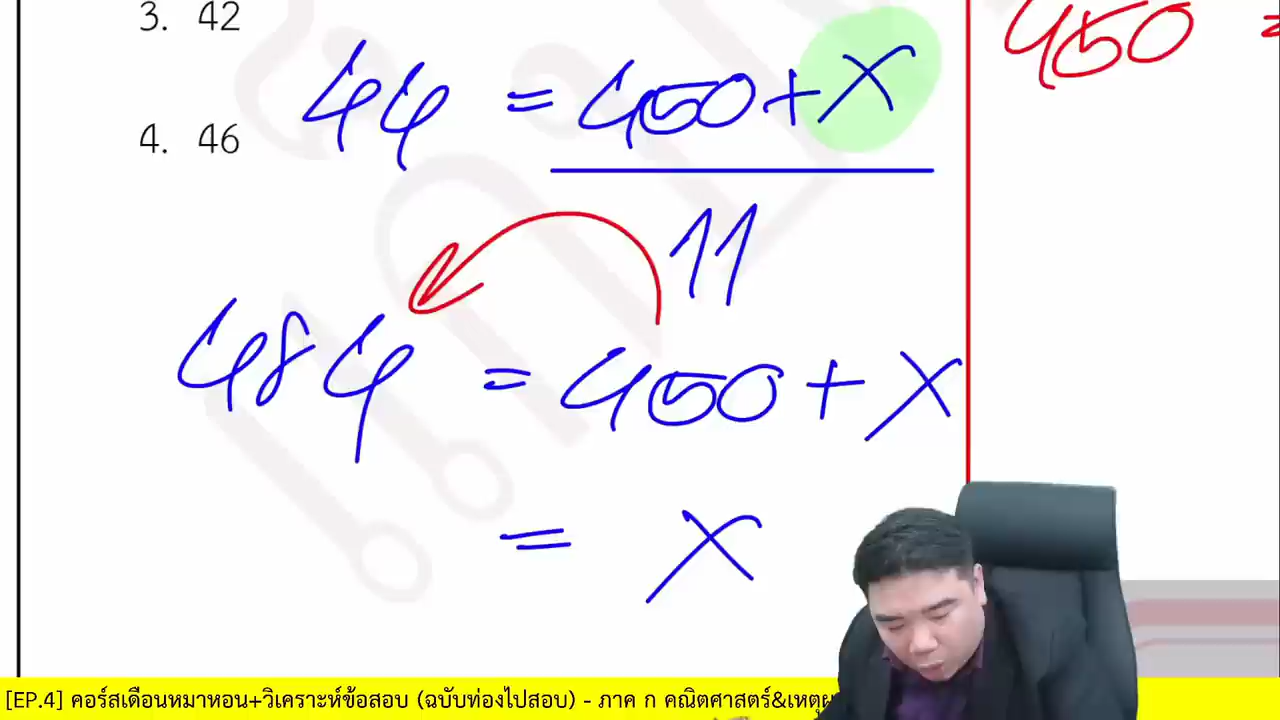 3. 42
450 =
44 = 450 + X
4. 46
11
484 = 450 + X
= X
[EP.4] คอร์สเดือนหมาหอน+วิเคราะห์ข้อสอบ (ฉบับท่องไปสอบ) - ภาค ก คณิตศาสตร์&เหตุผ